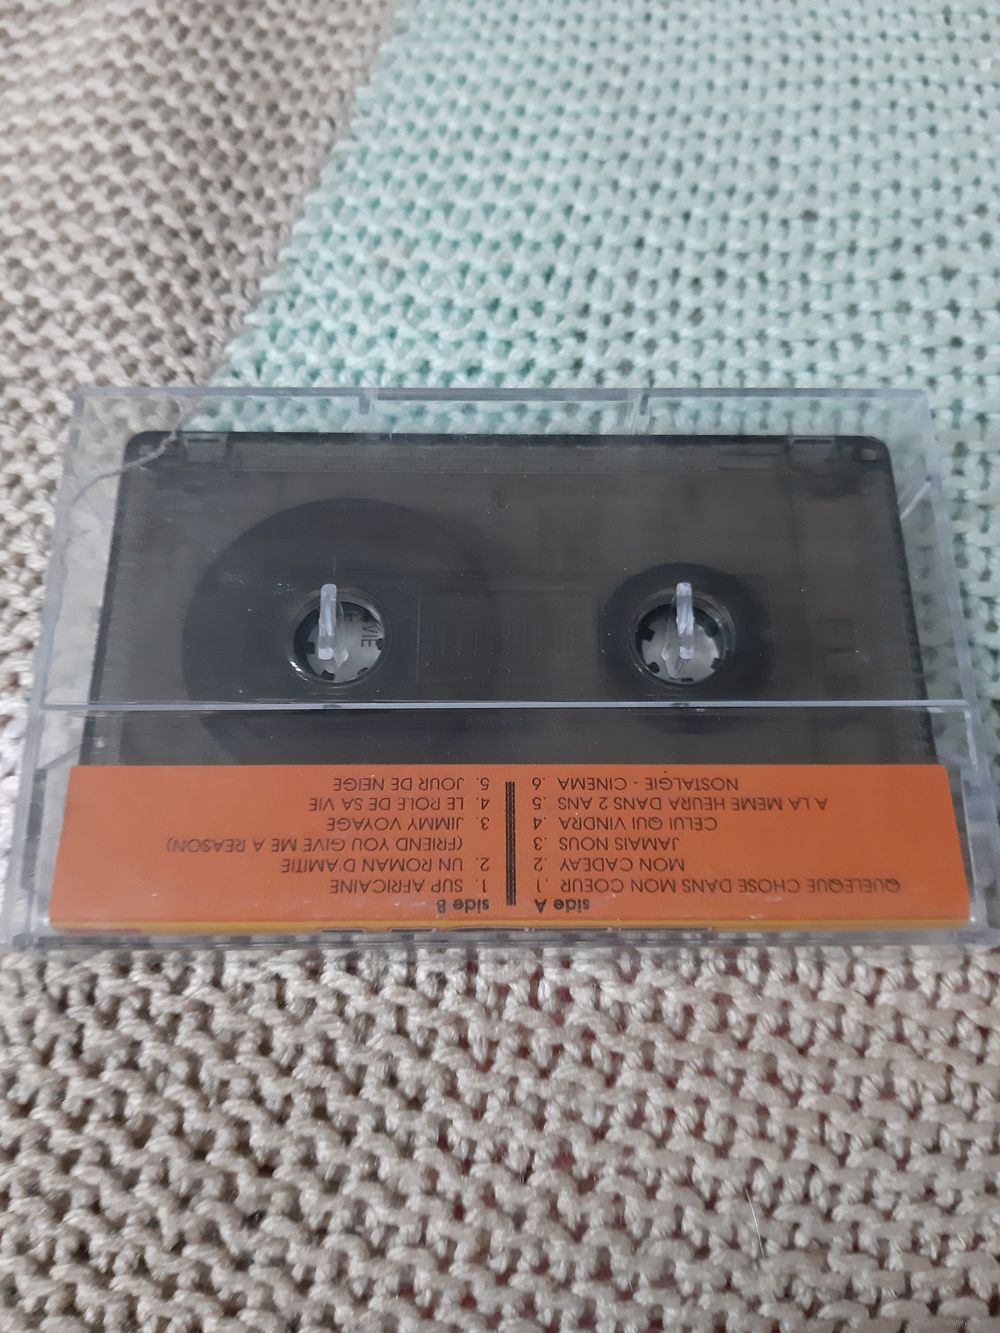 side A
QUELEQUE CHOSE DANS MON COEUR .1
MON CADEAY .2
JAMAIS NOUS .3
CELUI QUI VINDRA .4
A LA MEME HEURA DANS 2 ANS .5
NOSTALGIE - CINEMA .6
side B
1. SUP AFRICAINE
2. UN ROMAN D'AMITIE
(FRIEND YOU GIVE ME A REASON)
3. JIMMY VOYAGE
4. LE ROLE DE SA VIE
5. JOUR DE NEIGE
VIE